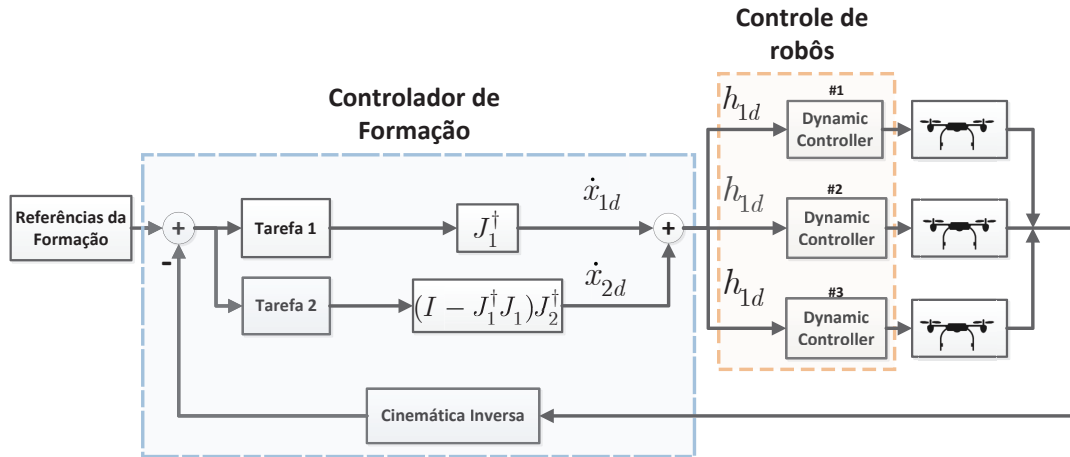 Controle de
robôs
Controlador de
Formação
Referências da
Formação
+
-
Tarefa 1
J_1^†
ẋ_{1d}
Tarefa 2
(I − J_1^†J_1)J_2^†
ẋ_{2d}
+
h_{1d}
#1
Dynamic
Controller
h_{1d}
#2
Dynamic
Controller
h_{1d}
#3
Dynamic
Controller
Cinemática Inversa